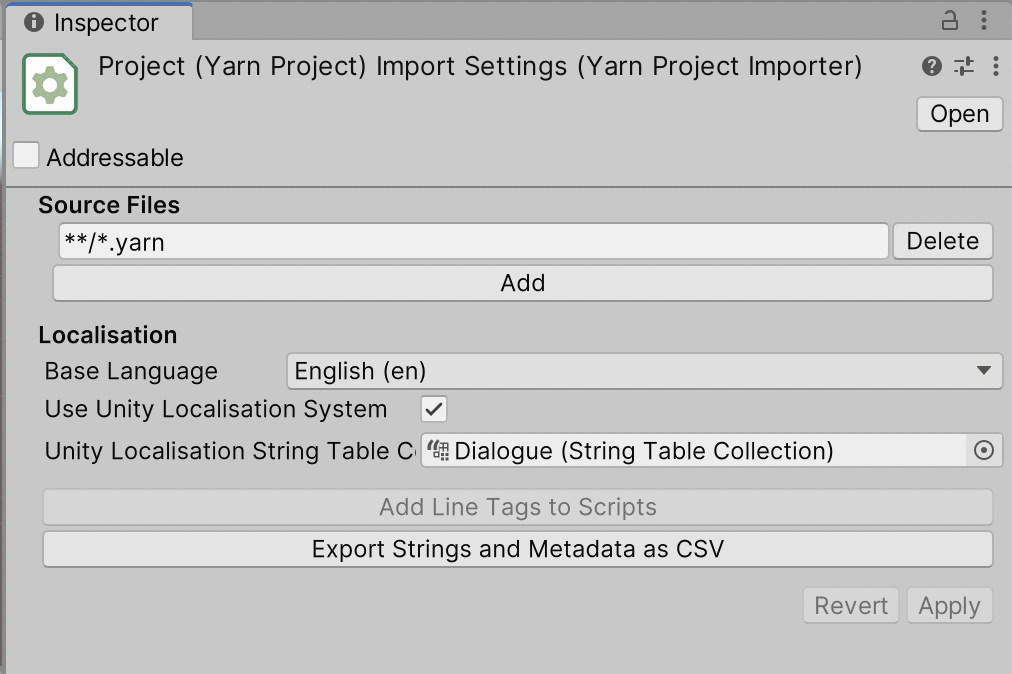 Inspector
Project (Yarn Project) Import Settings (Yarn Project Importer)
Open
Addressable
Source Files
**/*.yarn Delete
Add
Localisation
Base Language English (en)
Use Unity Localisation System
Unity Localisation String Table C Dialogue (String Table Collection)
Add Line Tags to Scripts
Export Strings and Metadata as CSV
Revert Apply